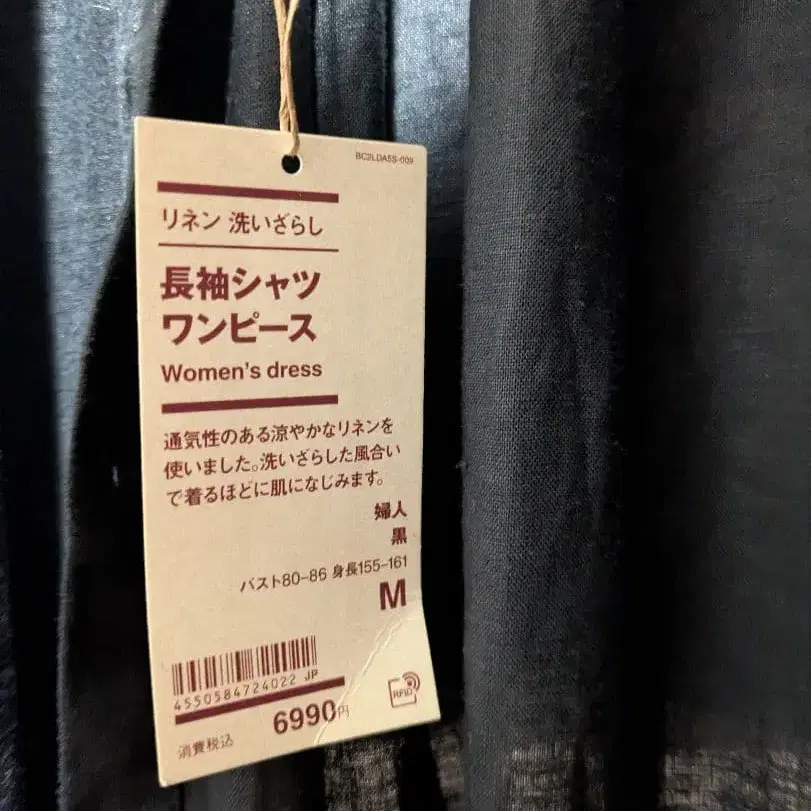 BC2LDA5S-009
リネン 洗いざらし
長袖シャツ
ワンピース
Women's dress
通気性のある涼やかなリネンを
使いました。洗いざらした風合い
で着るほどに肌になじみます。
婦人
黒
バスト80-86 身長155-161
M
4550584724022 JP
6990円
消費税込
RFID